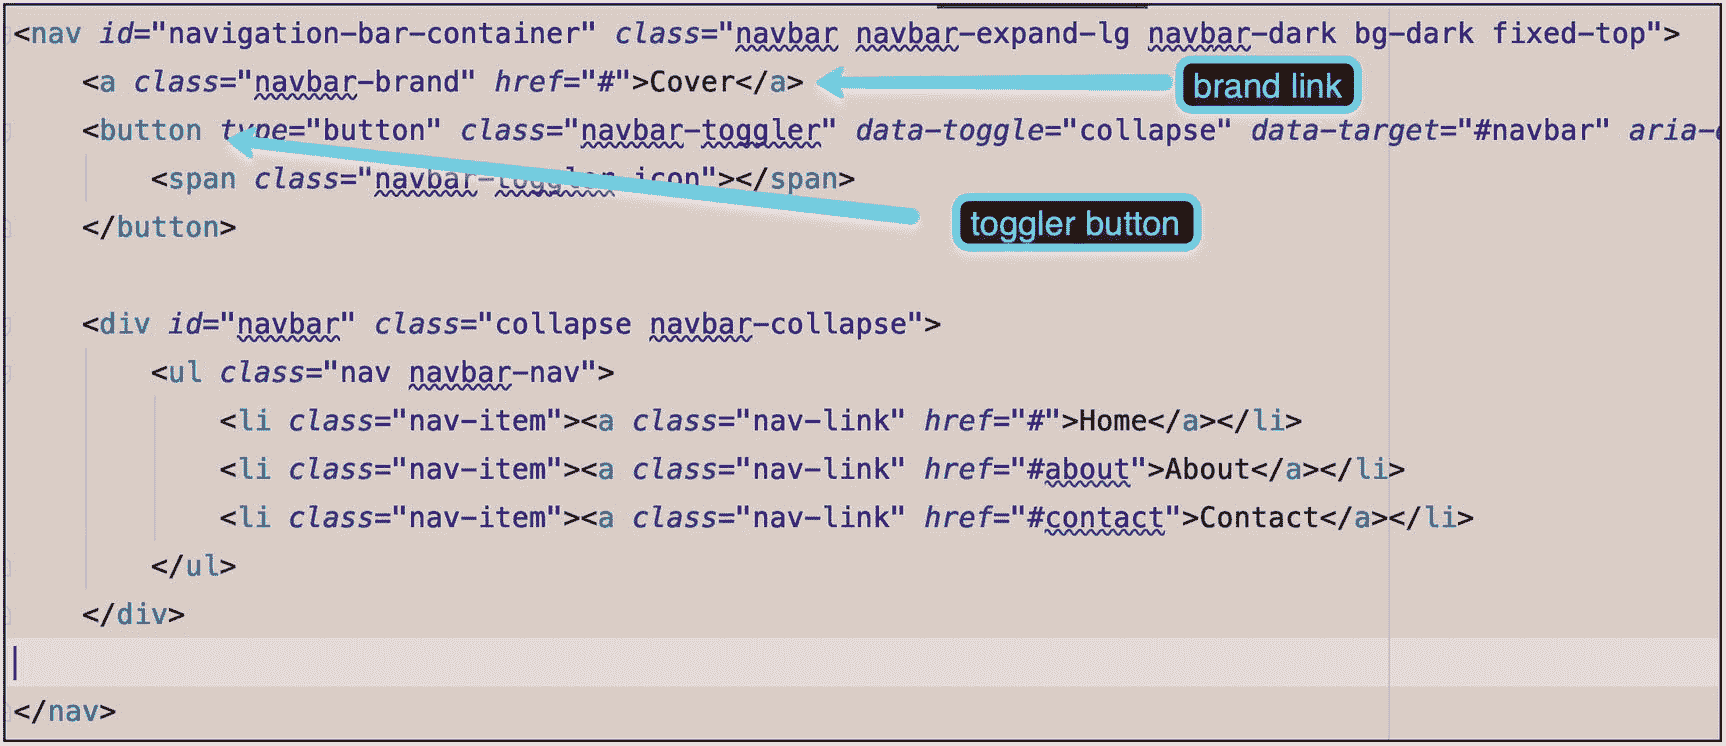 <nav id="navigation-bar-container" class="navbar navbar-expand-lg navbar-dark bg-dark fixed-top">
<a class="navbar-brand" href="#">Cover</a>
brand link
<button type="button" class="navbar-toggler" data-toggle="collapse" data-target="#navbar"
<span class="navbar-toggler-icon"></span>
</button>
toggler button
<div id="navbar" class="collapse navbar-collapse">
<ul class="nav navbar-nav">
<li class="nav-item"><a class="nav-link" href="#">Home</a></li>
<li class="nav-item"><a class="nav-link" href="#about">About</a></li>
<li class="nav-item"><a class="nav-link" href="#contact">Contact</a></li>
</ul>
</div>
</nav>